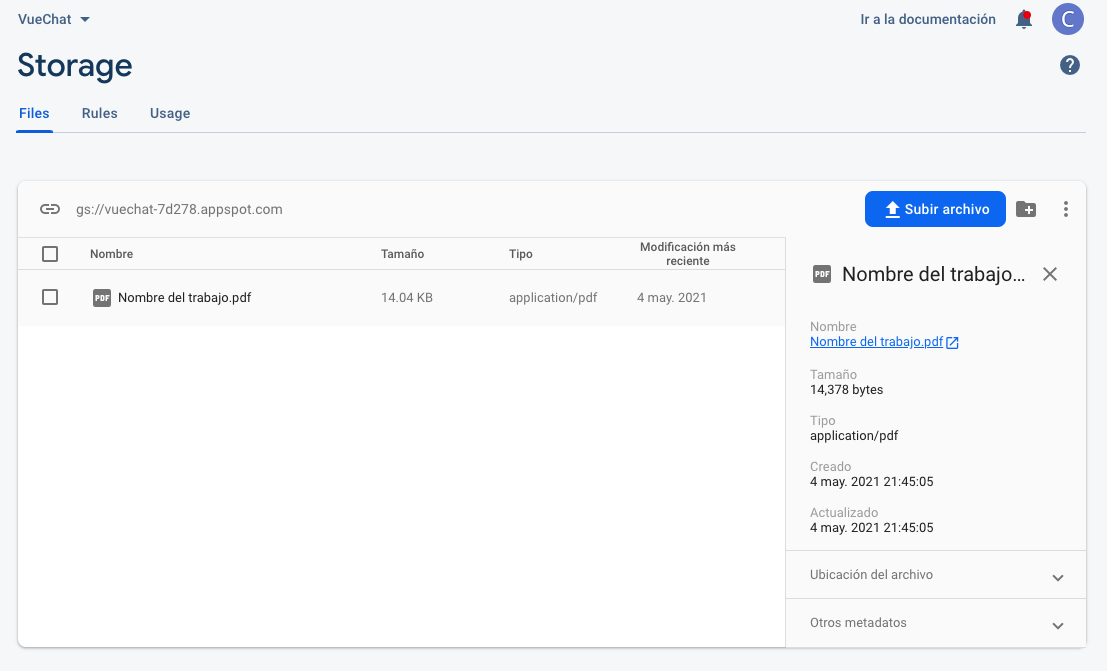 VueChat
Ir a la documentación
C
Storage
?
Files Rules Usage
gs://vuechat-7d278.appspot.com
Subir archivo
Nombre Tamaño Tipo Modificación más
reciente
PDF Nombre del trabajo.pdf 14.04 KB application/pdf 4 may. 2021
PDF Nombre del trabajo...
Nombre
Nombre del trabajo.pdf
Tamaño
14,378 bytes
Tipo
application/pdf
Creado
4 may. 2021 21:45:05
Actualizado
4 may. 2021 21:45:05
Ubicación del archivo
Otros metadatos